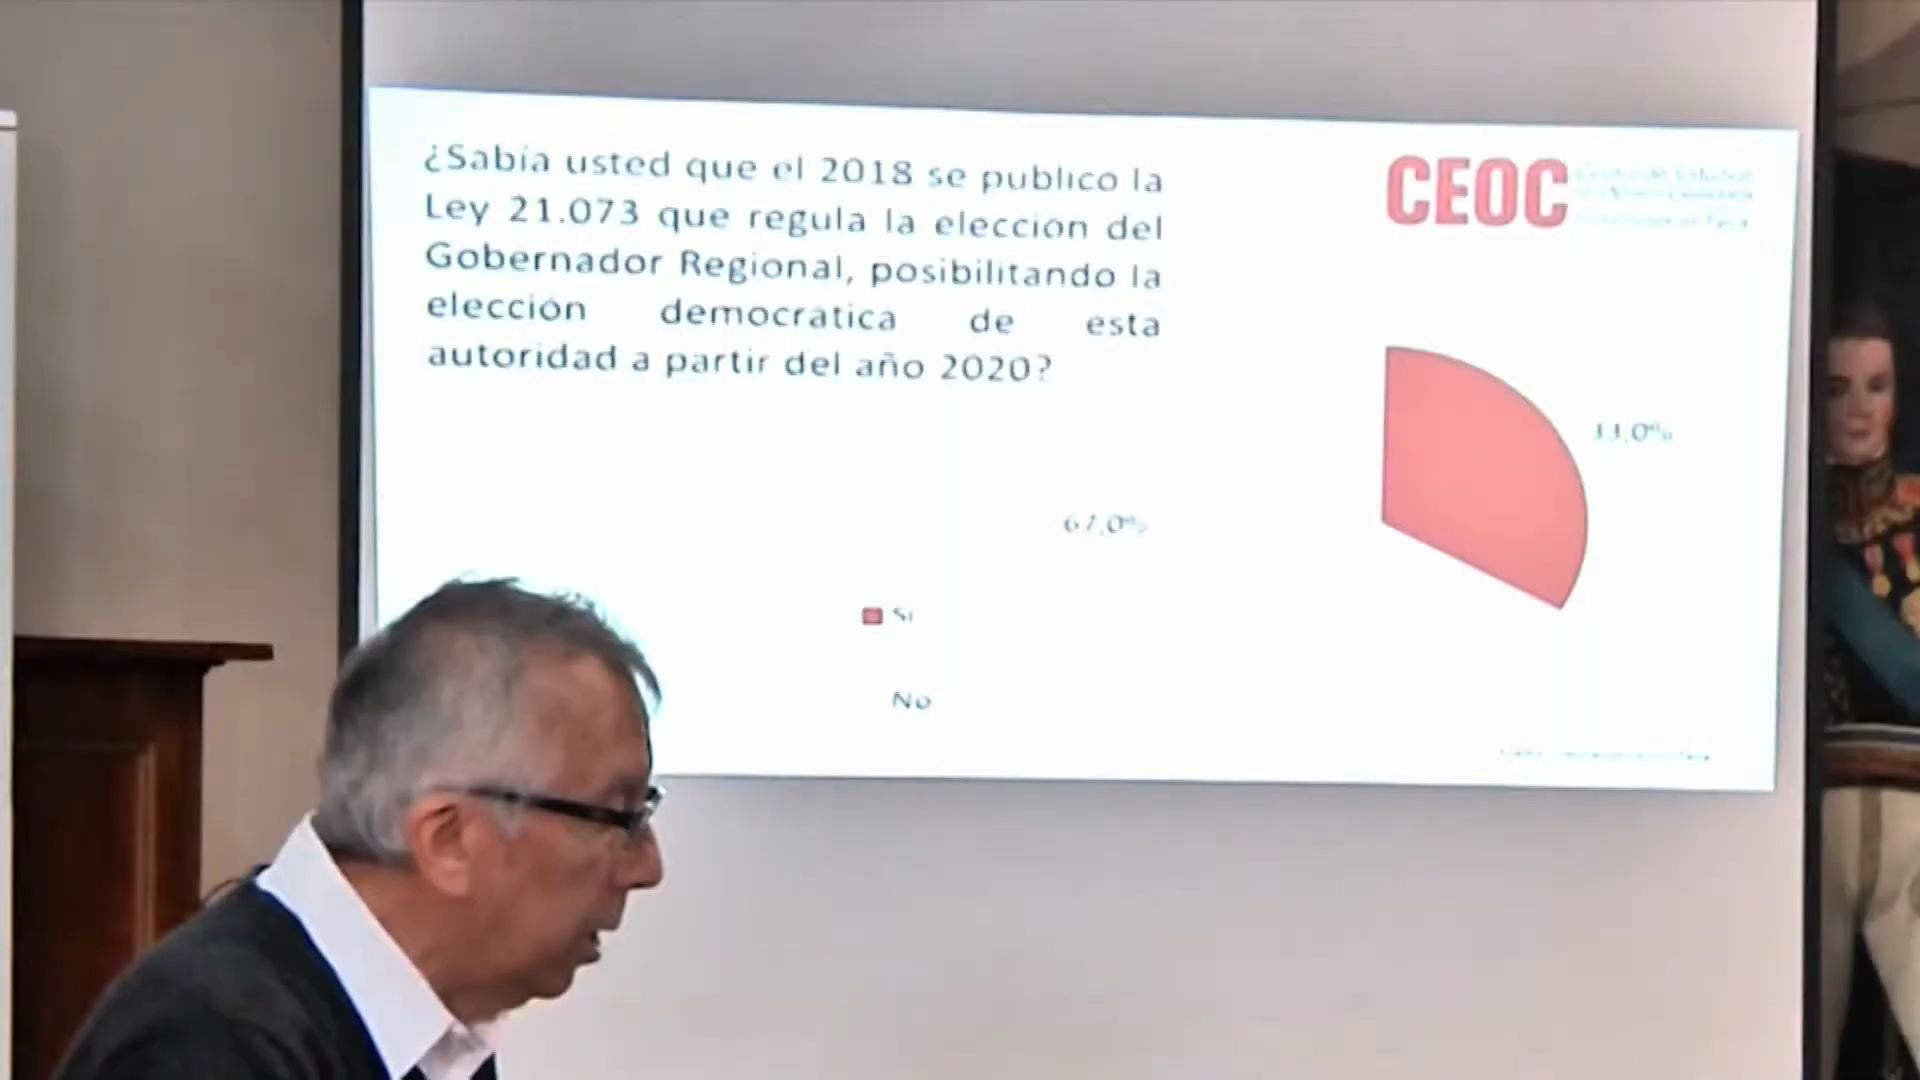 ¿Sabía usted que el 2018 se publico la
Ley 21.073 que regula la elección del
Gobernador Regional, posibilitando la
elección democratica de esta
autoridad a partir del año 2020?
CEOC
33,0%
67,0%
Si
No